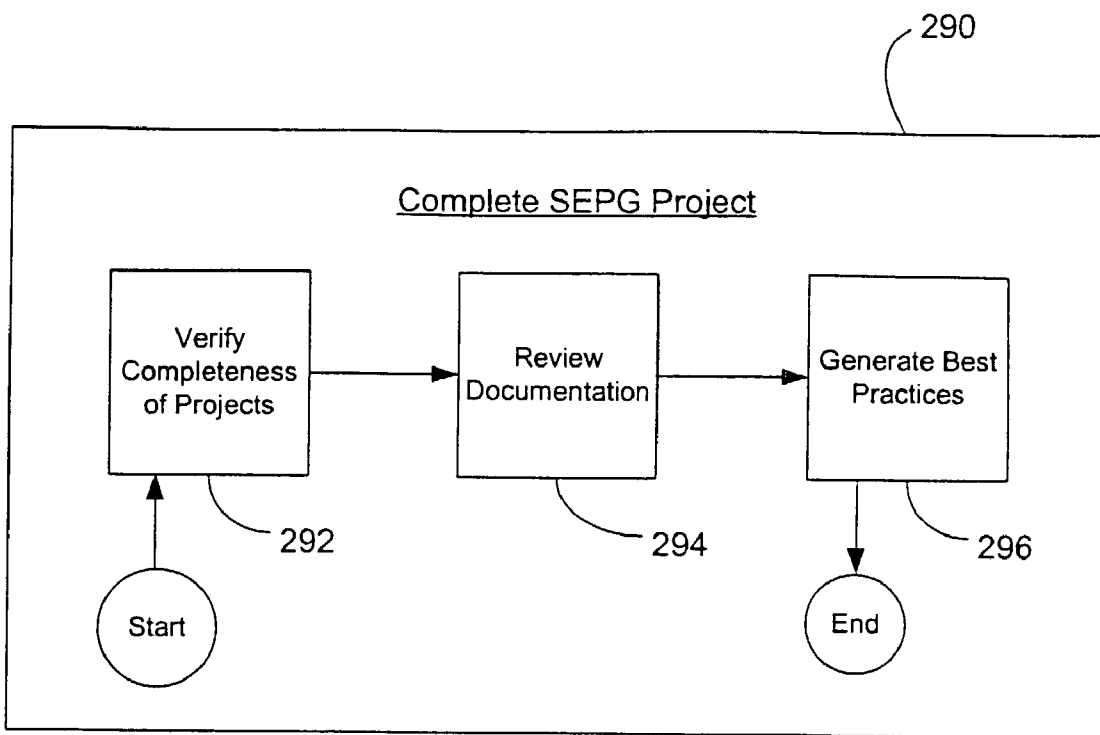 290
Complete SEPG Project
Verify
Completeness
of Projects
Review
Documentation
Generate Best
Practices
292
294
296
Start
End